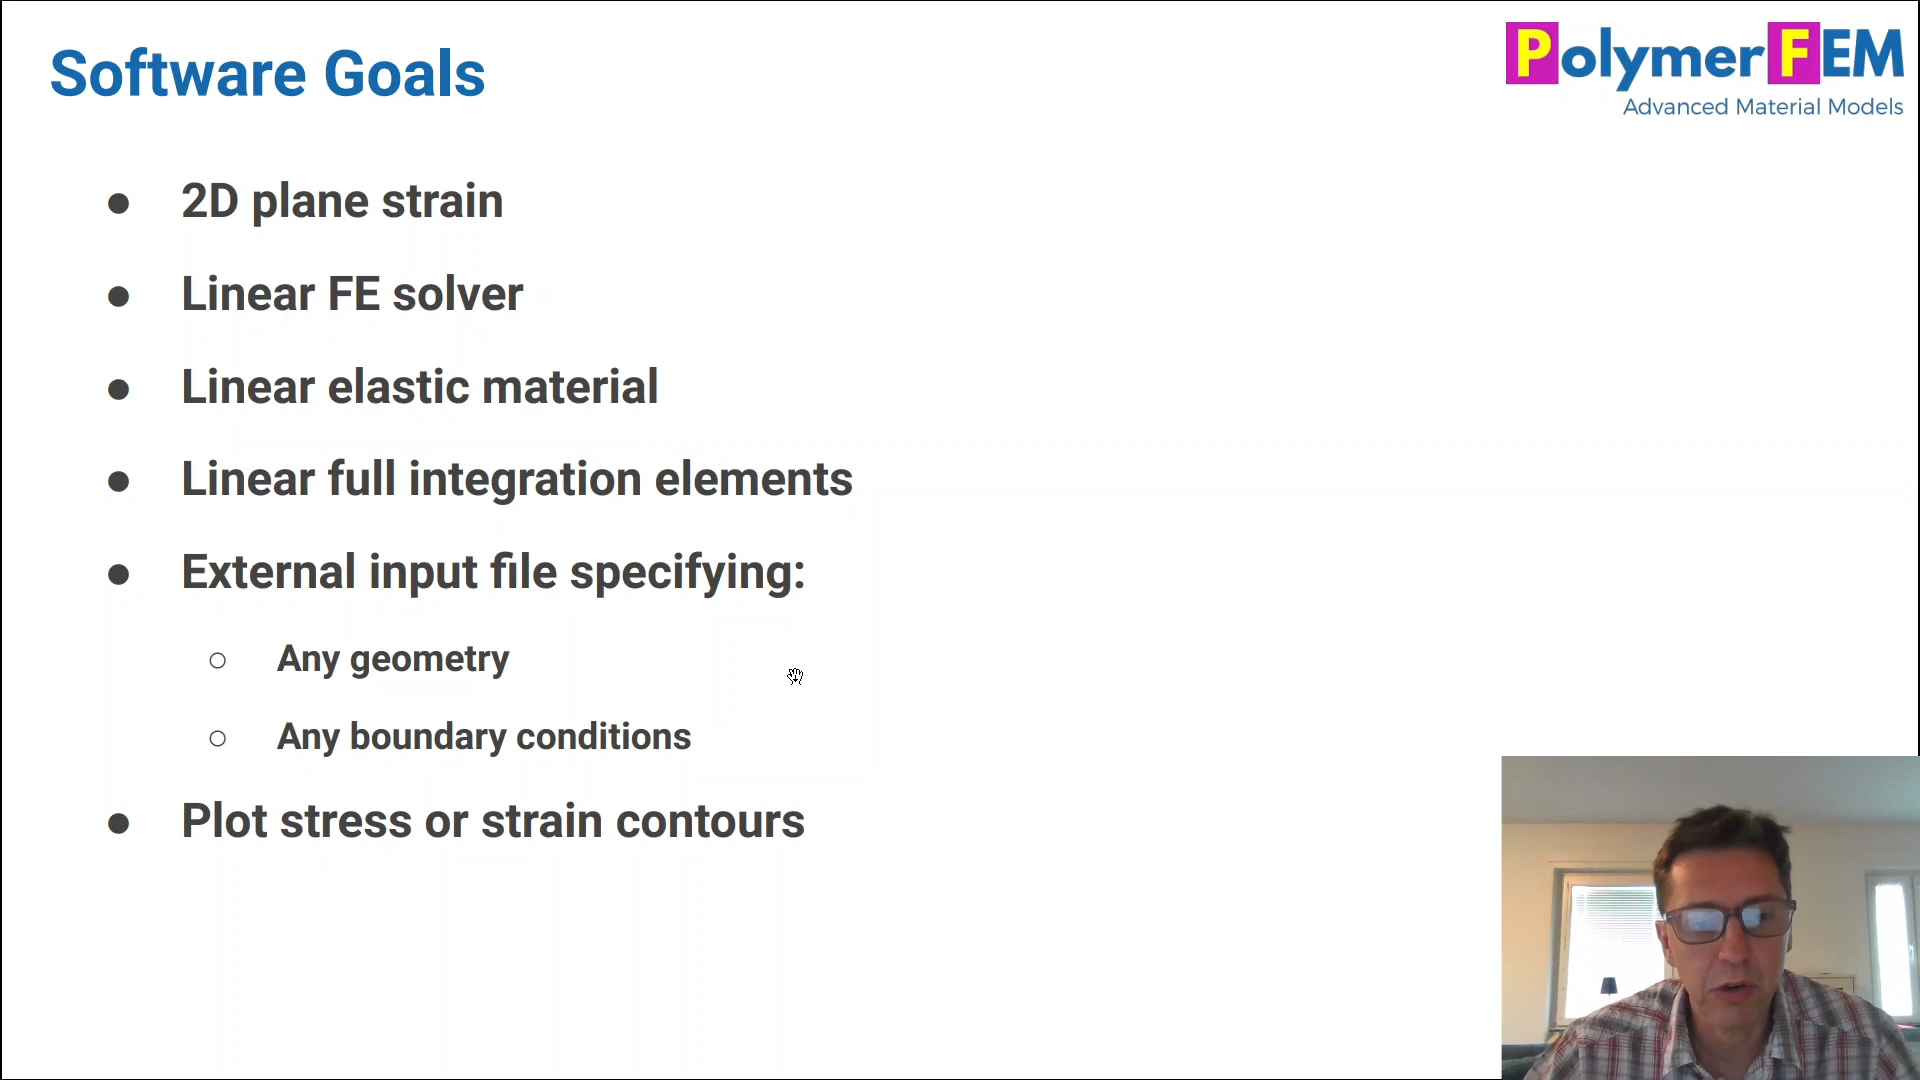 Software Goals
PolymerFEM
Advanced Material Models
● 2D plane strain
● Linear FE solver
● Linear elastic material
● Linear full integration elements
● External input file specifying:
○ Any geometry
○ Any boundary conditions
● Plot stress or strain contours